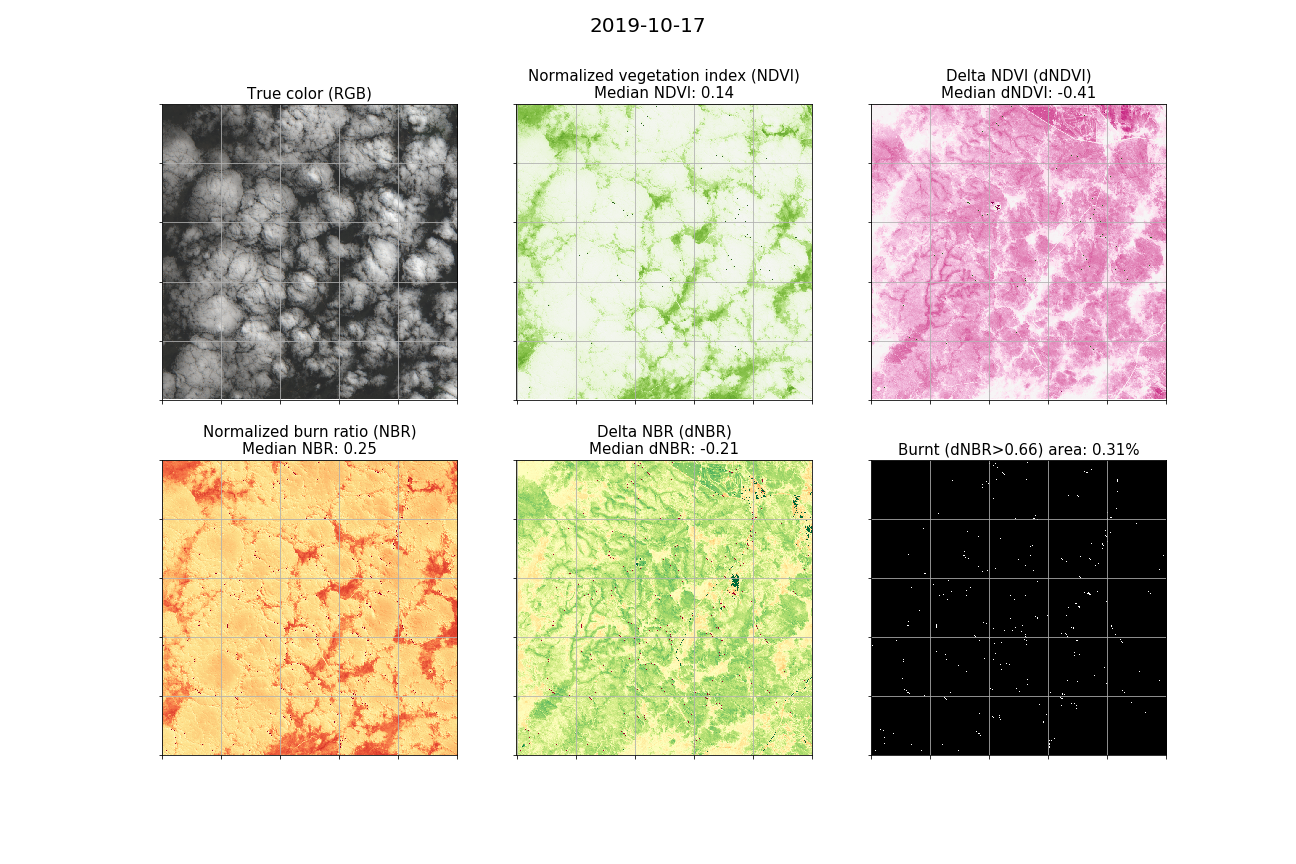 2019-10-17
True color (RGB)
Normalized vegetation index (NDVI)
Median NDVI: 0.14
Delta NDVI (dNDVI)
Median dNDVI: -0.41
Normalized burn ratio (NBR)
Median NBR: 0.25
Delta NBR (dNBR)
Median dNBR: -0.21
Burnt (dNBR>0.66) area: 0.31%